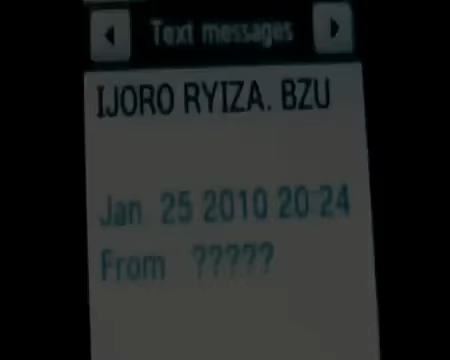 Text messages
IJORO RYIZA. BZU
Jan 25 2010 20:24
From ?????